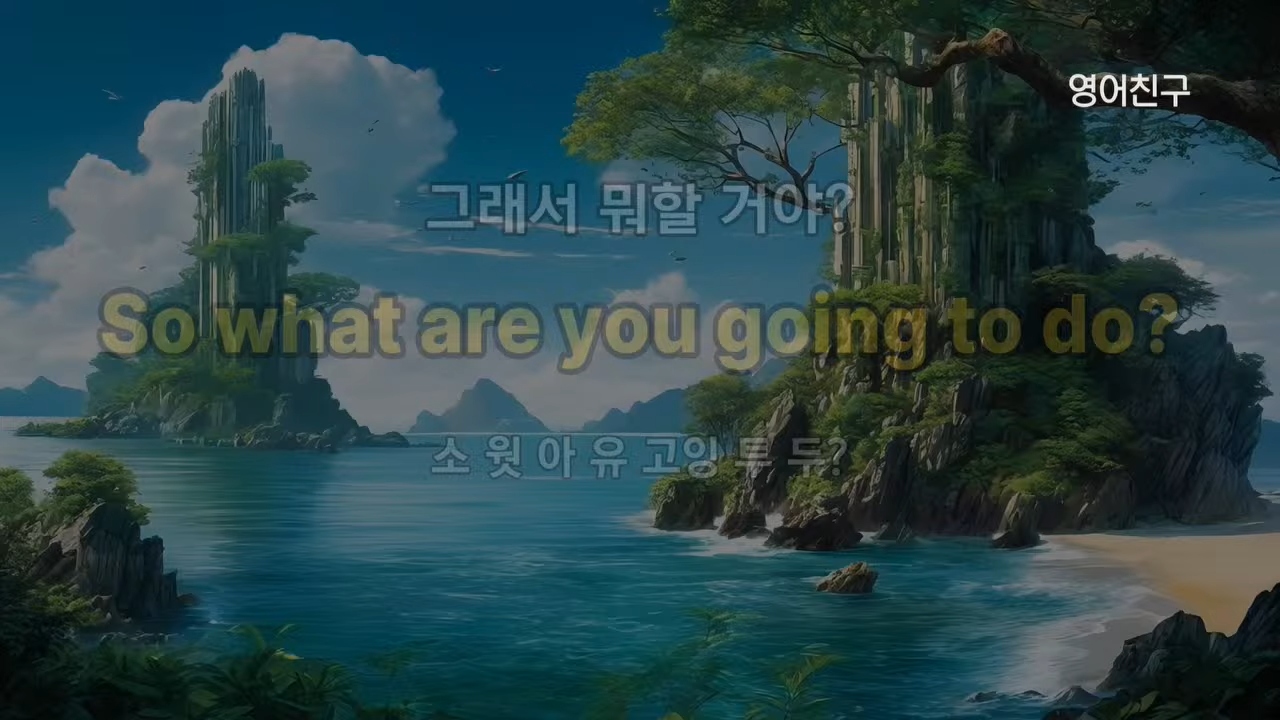 영어친구
그래서 뭐할 거야?
So what are you going to do?
소 윗 아 유 고잉 투 두?